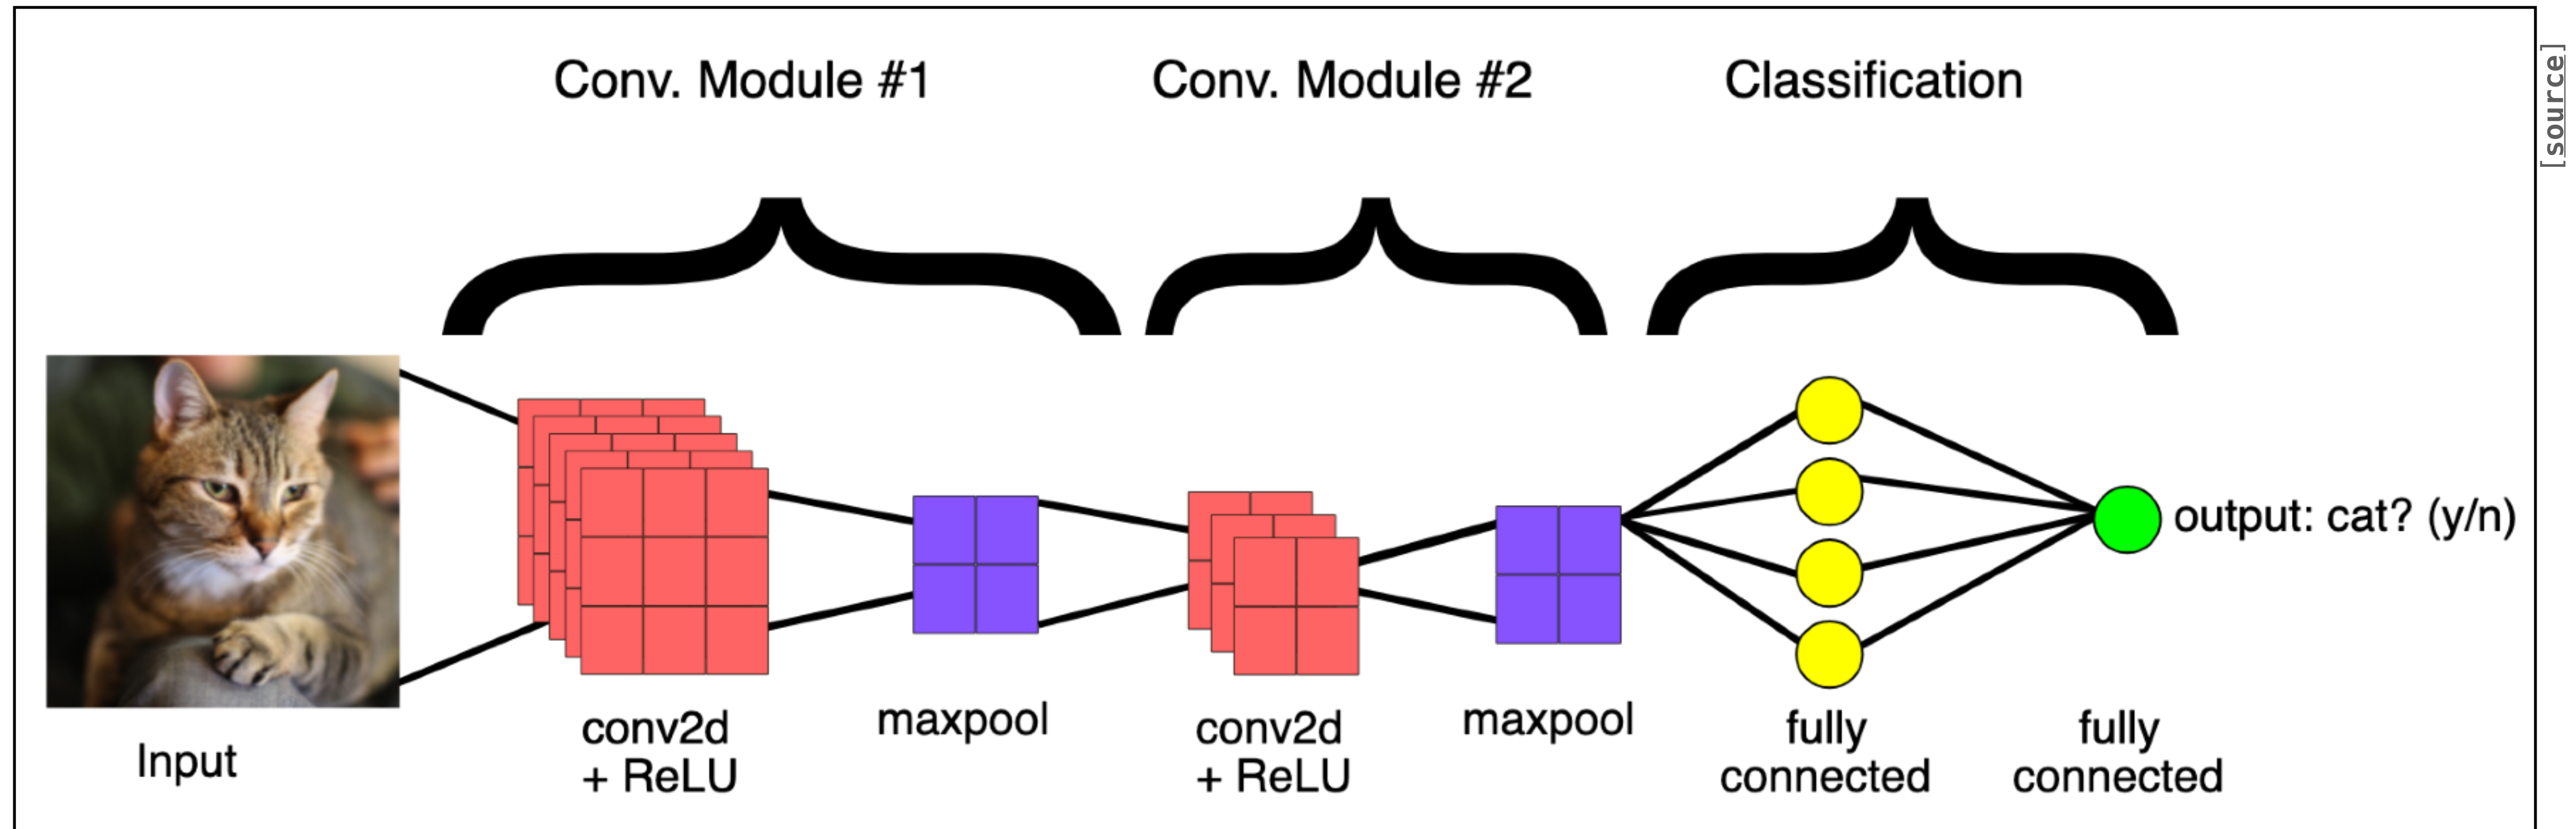 Conv. Module #1
Conv. Module #2
Classification
[source]
Input
conv2d
+ ReLU
maxpool
conv2d
+ ReLU
maxpool
fully
connected
fully
connected
output: cat? (y/n)